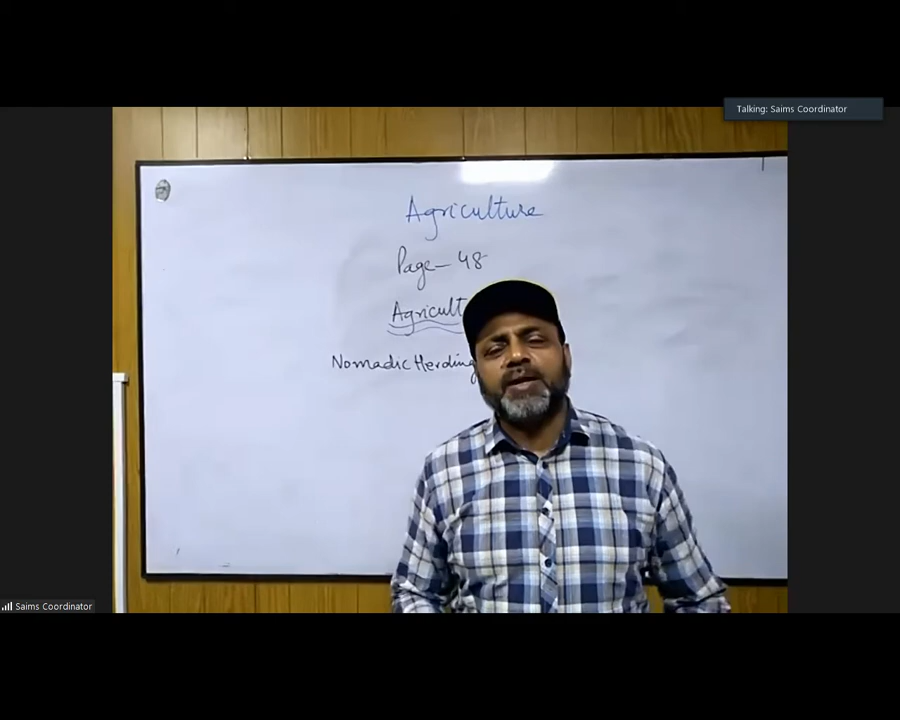 Talking: Saims Coordinator
Agriculture
Page - 48
Agricult
Nomadic Herding
Saims Coordinator